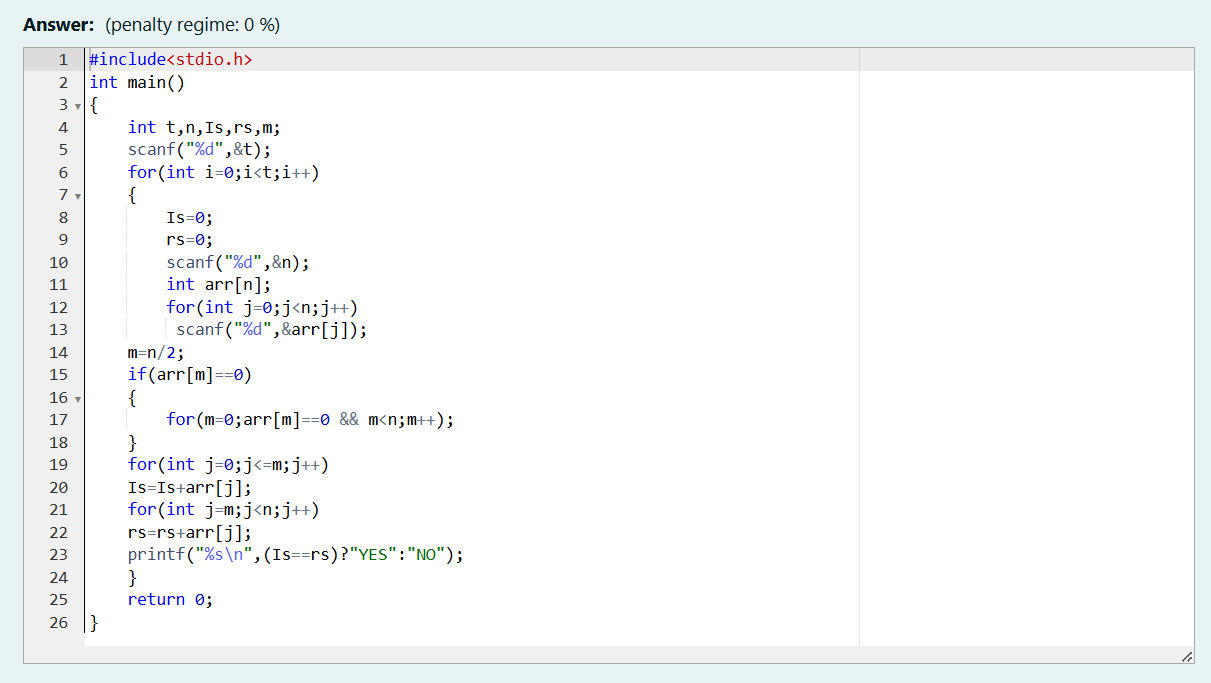 Answer: (penalty regime: 0 %)
1 #include<stdio.h>
2 int main()
3 {
4     int t,n,Is,rs,m;
5     scanf("%d",&t);
6     for(int i=0;i<t;i++)
7     {
8         Is=0;
9         rs=0;
10         scanf("%d",&n);
11         int arr[n];
12         for(int j=0;j<n;j++)
13          scanf("%d",&arr[j]);
14     m=n/2;
15     if(arr[m]==0)
16     {
17         for(m=0;arr[m]==0 && m<n;m++);
18     }
19     for(int j=0;j<=m;j++)
20     Is=Is+arr[j];
21     for(int j=m;j<n;j++)
22     rs=rs+arr[j];
23     printf("%s\n",(Is==rs)?"YES":"NO");
24     }
25     return 0;
26 }